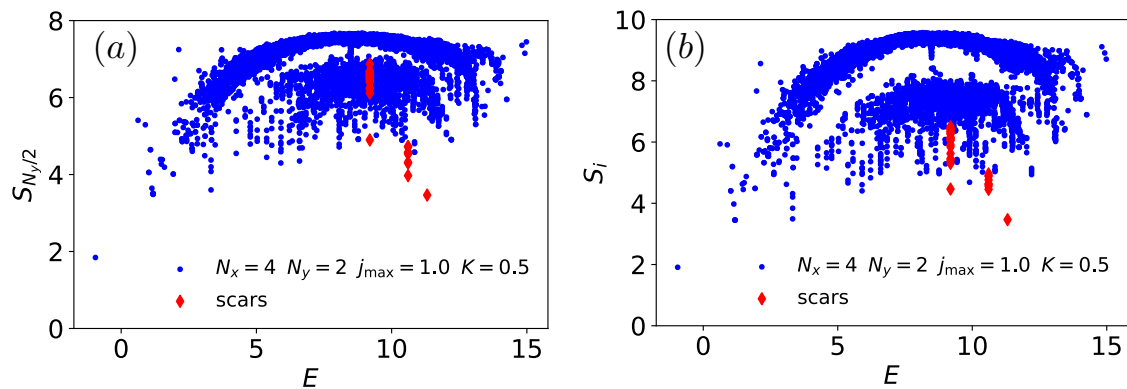 (a)
8
6
4
2
0
S_{N_y/2}
N_x = 4 N_y = 2 j_max = 1.0 K = 0.5
scars
0 5 10 15
E
(b)
10
8
6
4
2
0
S_i
N_x = 4 N_y = 2 j_max = 1.0 K = 0.5
scars
0 5 10 15
E